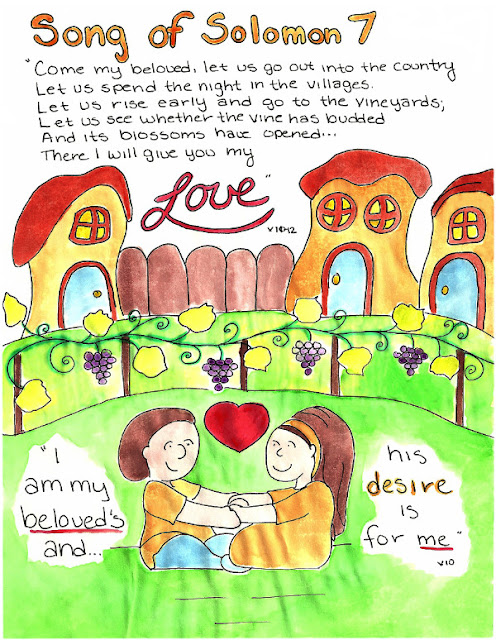 Song of Solomon 7
"Come my beloved, let us go out into the country
Let us spend the night in the villages.
Let us rise early and go to the vineyards;
Let us see whether the vine has budded
And its blossoms have opened...
There I will give you my
Love"
"I
am my
beloved's
and...
his
desire
is
for me"
v10